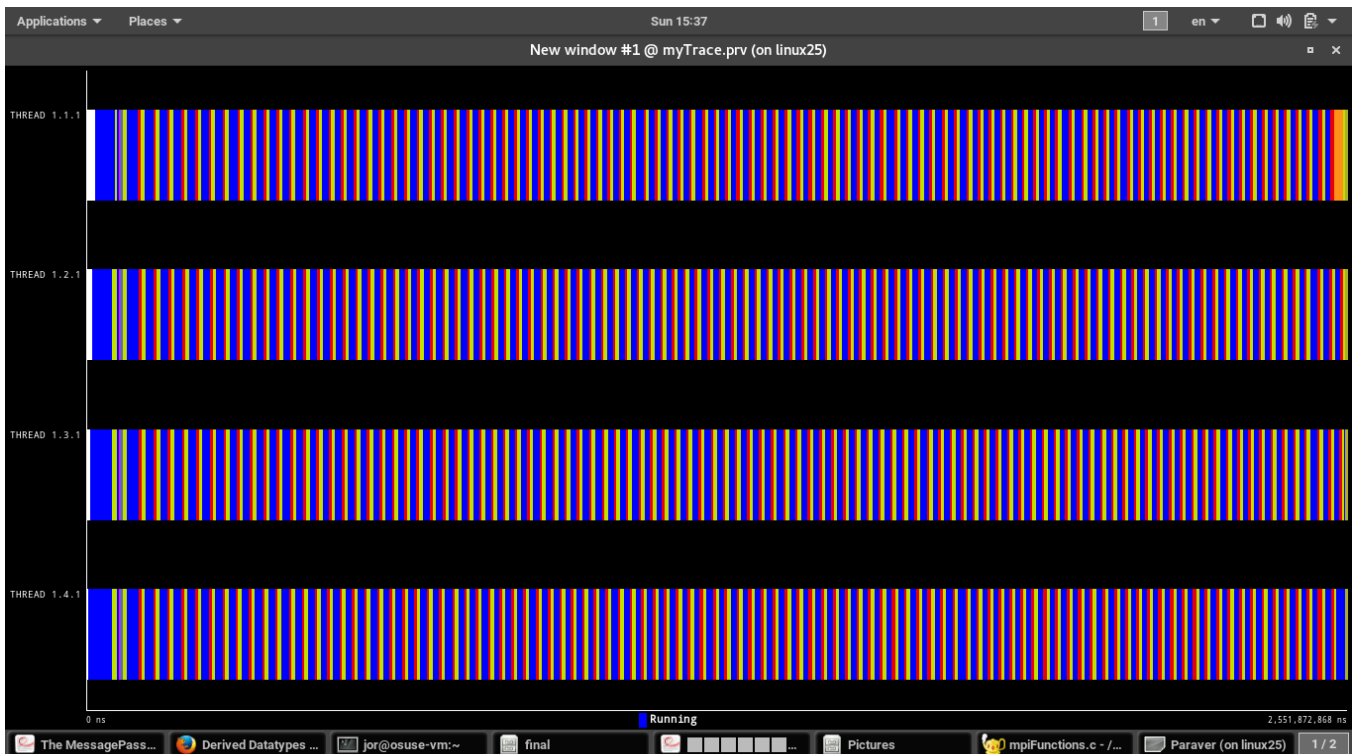 Applications Places Sun 15:37 1 en
New window #1 @ myTrace.prv (on linux25)
THREAD 1.1.1
THREAD 1.2.1
THREAD 1.3.1
THREAD 1.4.1
0 ns Running 2,551,872,868 ns
The MessagePass... Derived Datatypes ... jor@osuse-vm:~ final ... Pictures mpiFunctions.c - /... Paraver (on linux25) 1 / 2